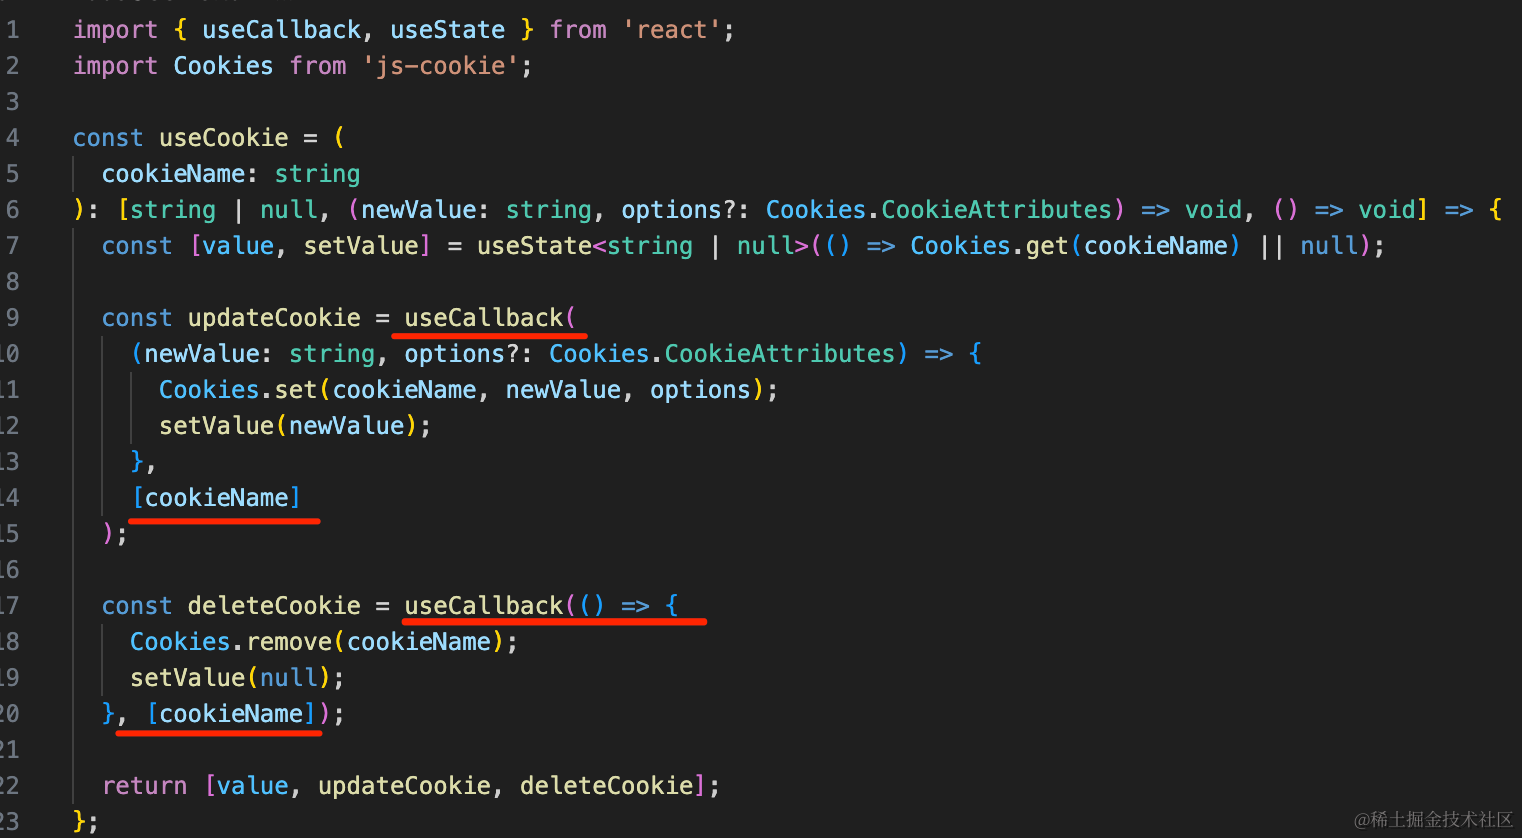 1 import { useCallback, useState } from 'react';
2 import Cookies from 'js-cookie';
3
4 const useCookie = (
5   cookieName: string
6 ): [string | null, (newValue: string, options?: Cookies.CookieAttributes) => void, () => void] => {
7   const [value, setValue] = useState<string | null>(() => Cookies.get(cookieName) || null);
8
9   const updateCookie = useCallback(
10     (newValue: string, options?: Cookies.CookieAttributes) => {
11       Cookies.set(cookieName, newValue, options);
12       setValue(newValue);
13     },
14     [cookieName]
15   );
16
17   const deleteCookie = useCallback(() => {
18     Cookies.remove(cookieName);
19     setValue(null);
20   }, [cookieName]);
21
22   return [value, updateCookie, deleteCookie];
23 };
@稀土掘金技术社区